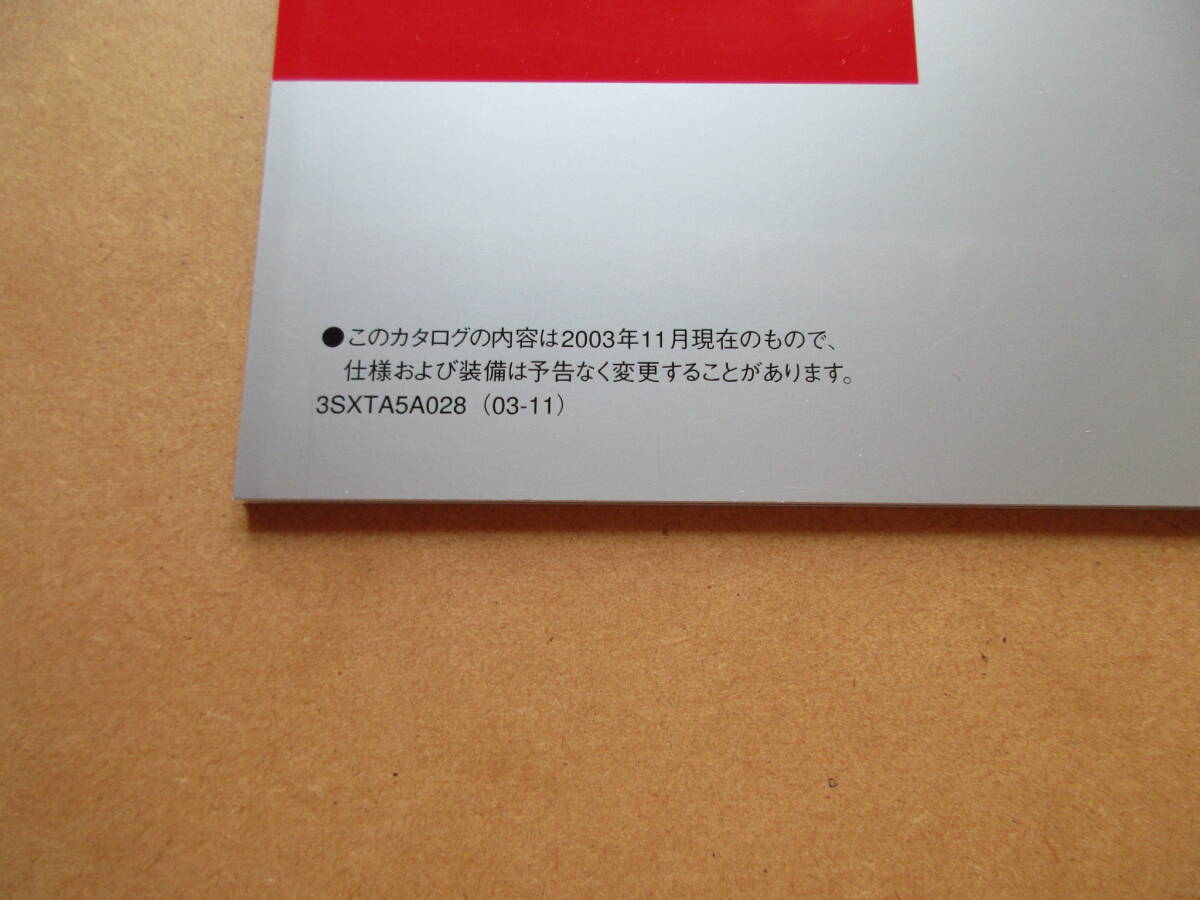 ●このカタログの内容は2003年11月現在のもので、
仕様および装備は予告なく変更することがあります。
3SXTA5A028（03-11）